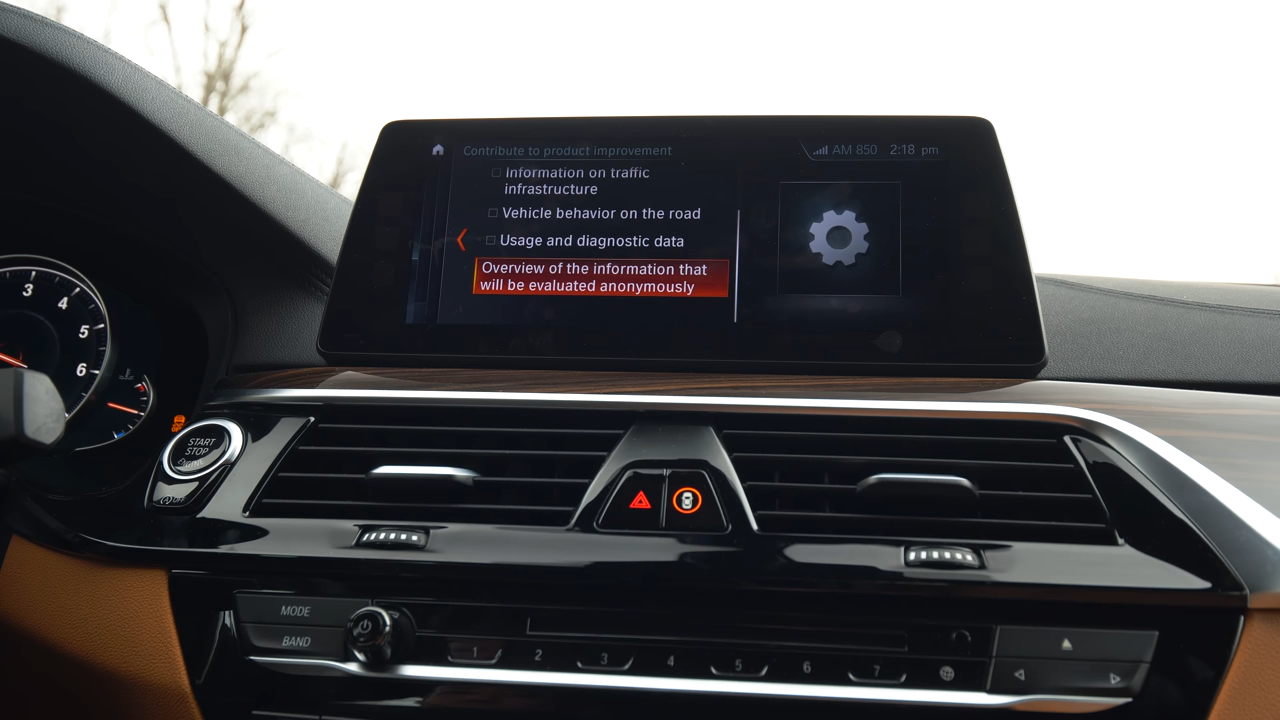 Contribute to product improvement
AM 850 2:18 pm
Information on traffic
infrastructure
Vehicle behavior on the road
Usage and diagnostic data
Overview of the information that
will be evaluated anonymously
3
4
5
6
START
STOP
OFF
MODE
BAND
1 2 3 4 5 6 7